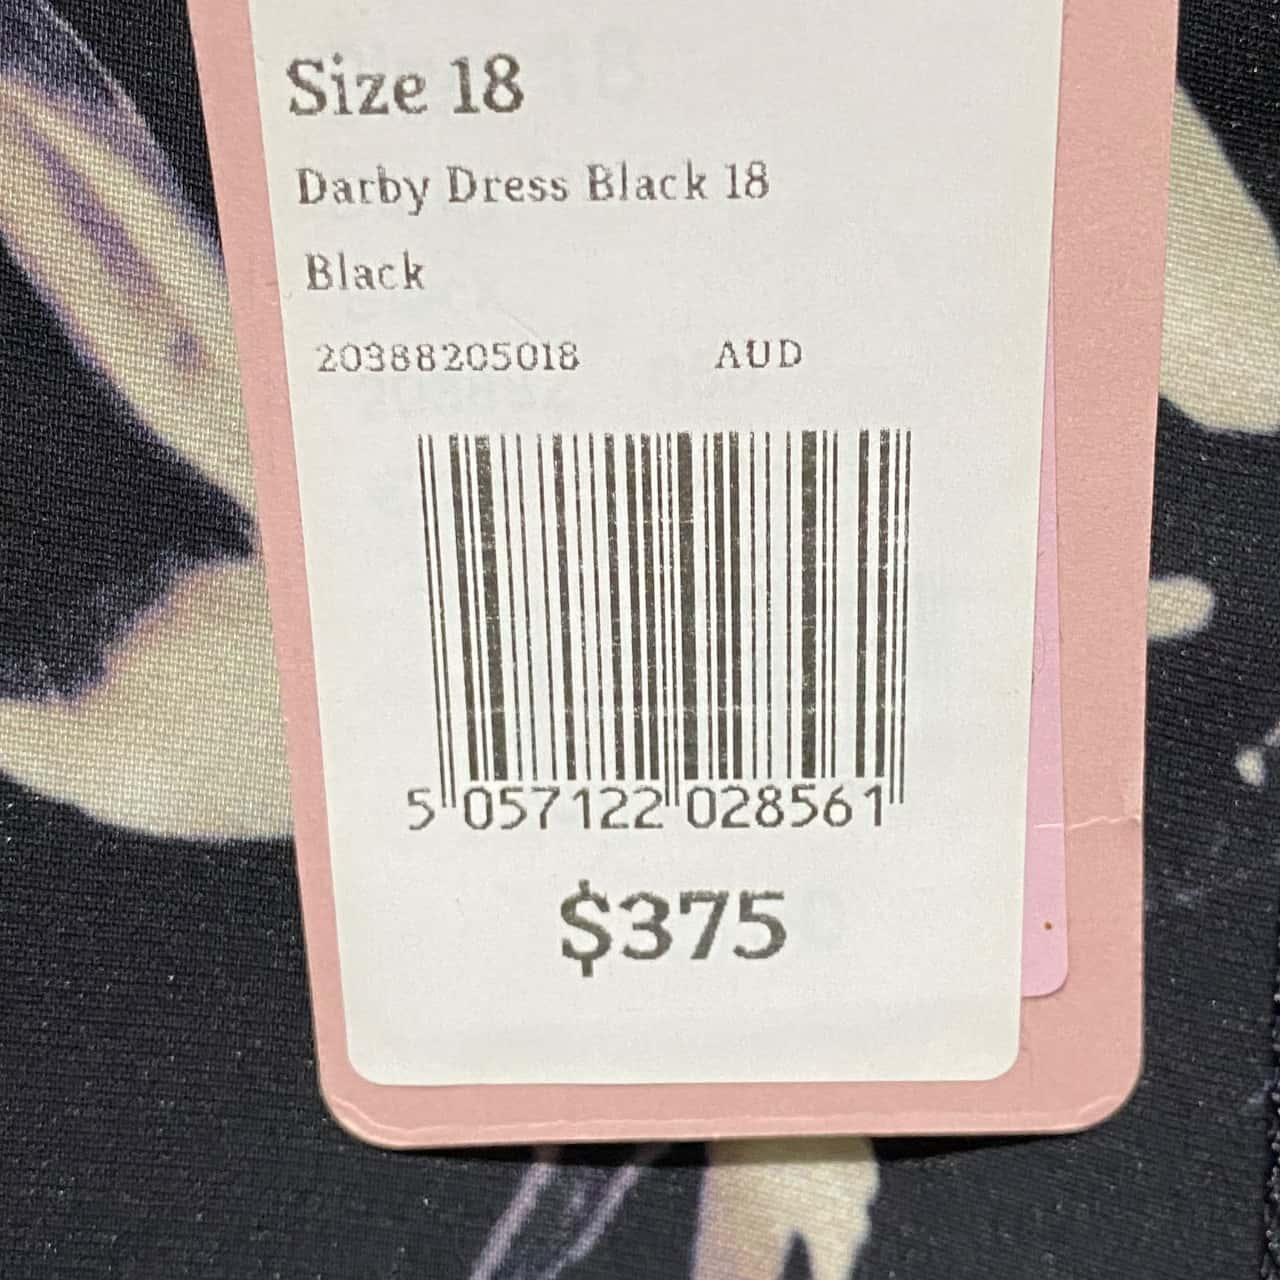 Size 18
Darby Dress Black 18
Black
20388205018 AUD
5 057122 028561
$375